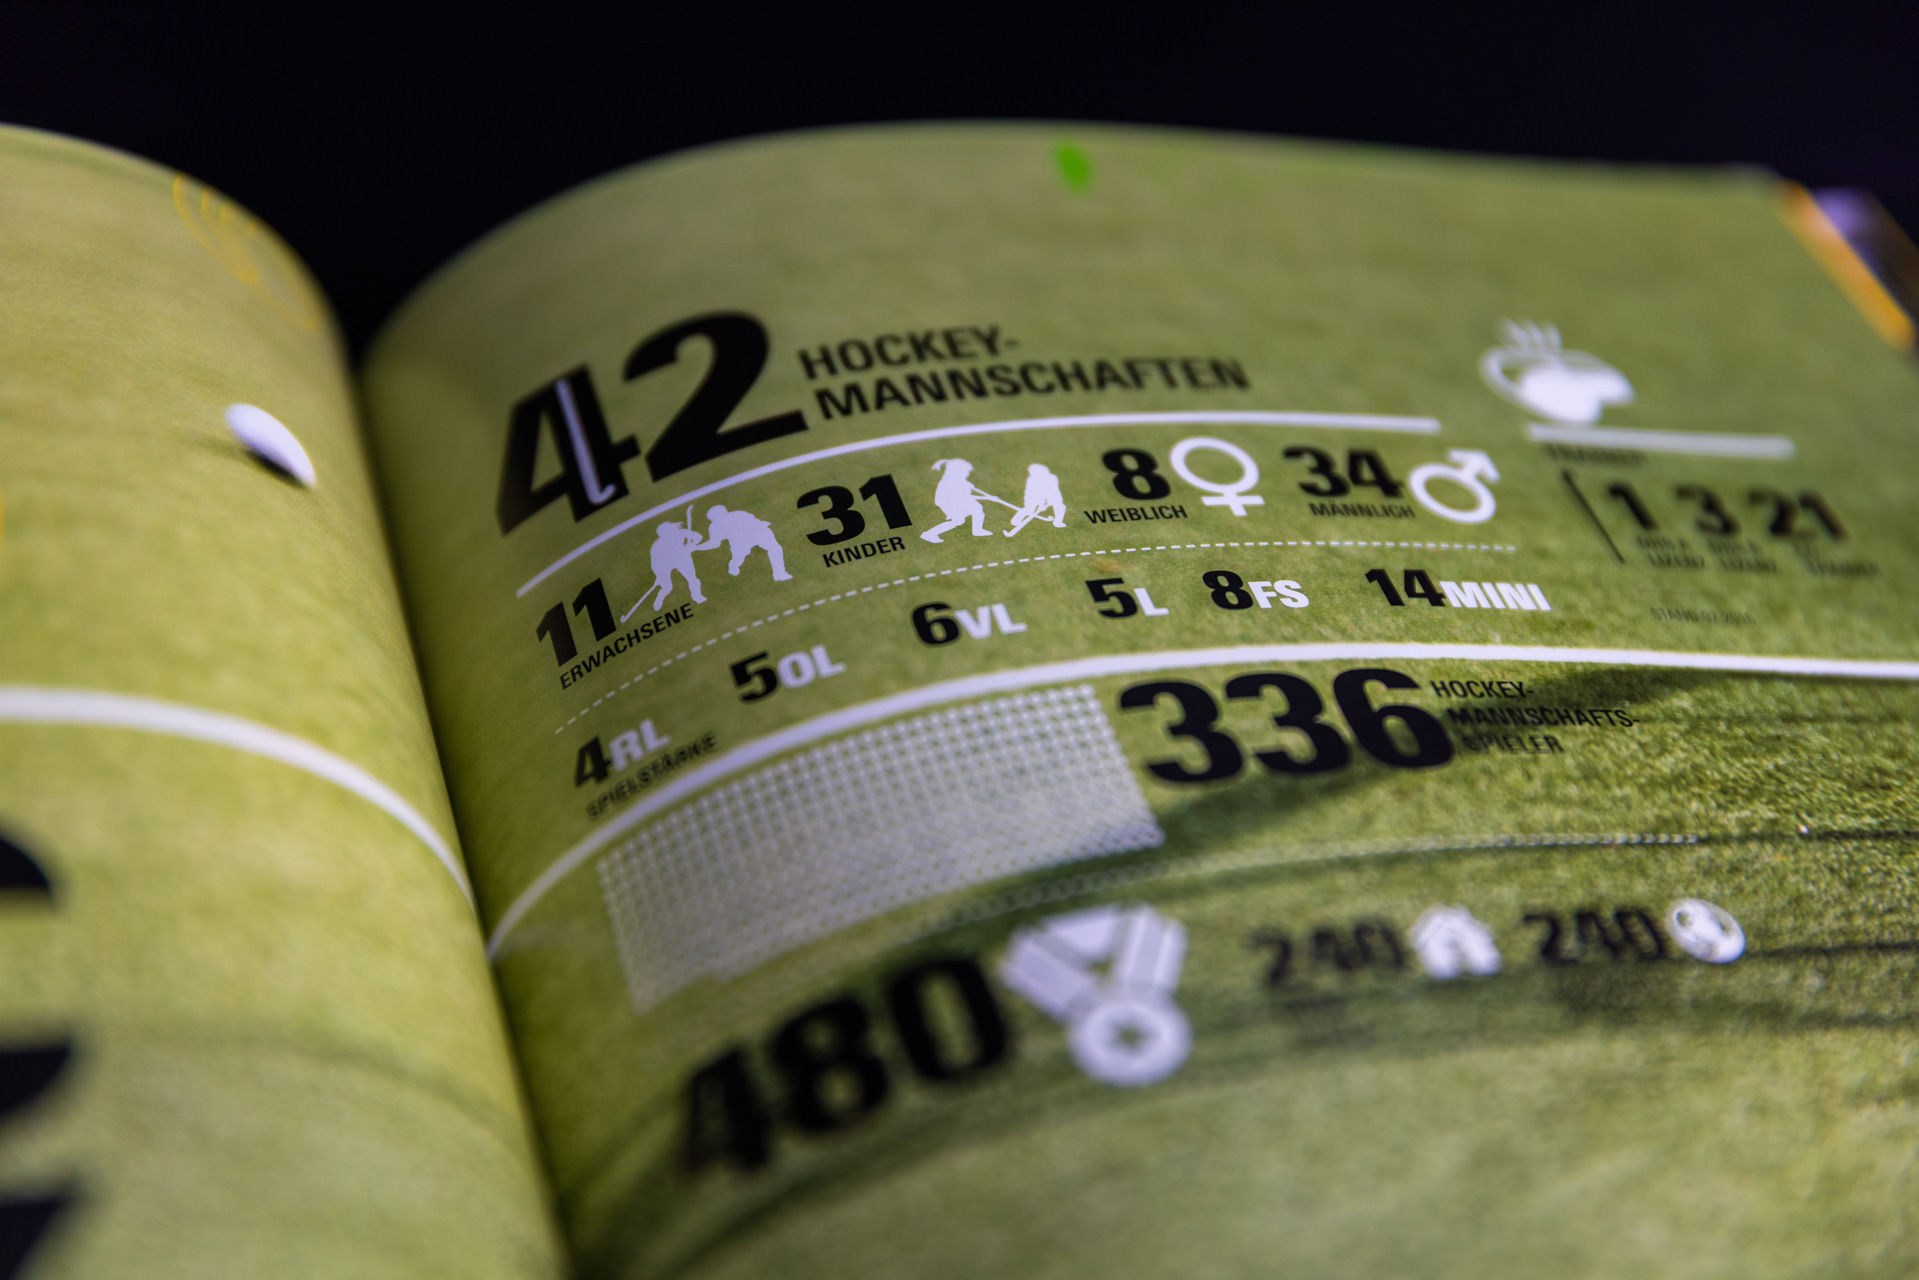 42 HOCKEY-
MANNSCHAFTEN
11
ERWACHSENE
31
KINDER
8
WEIBLICH
34
MÄNNLICH
1 3 21
4RL 5OL 6VL 5L 8FS 14MINI
SPIELSTÄRKE
336 HOCKEY-
MANNSCHAFTS-
SPIELER
480 240 240